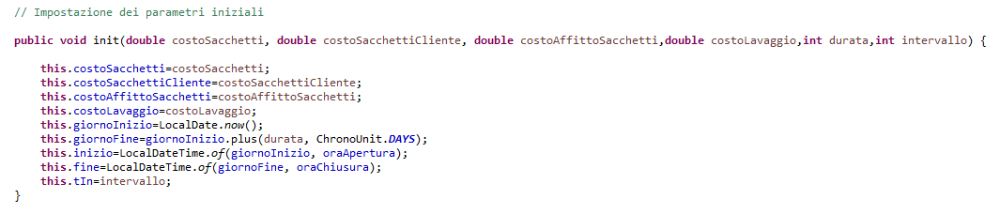 // Impostazione dei parametri iniziali
public void init(double costoSacchetti, double costoSacchettiCliente, double costoAffittoSacchetti,double costoLavaggio,int durata,int intervallo) {
this.costoSacchetti=costoSacchetti;
this.costoSacchettiCliente=costoSacchettiCliente;
this.costoAffittoSacchetti=costoAffittoSacchetti;
this.costoLavaggio=costoLavaggio;
this.giornoInizio=LocalDate.now();
this.giornoFine=giornoInizio.plus(durata, ChronoUnit.DAYS);
this.inizio=LocalDateTime.of(giornoInizio, oraApertura);
this.fine=LocalDateTime.of(giornoFine, oraChiusura);
this.tIn=intervallo;
}